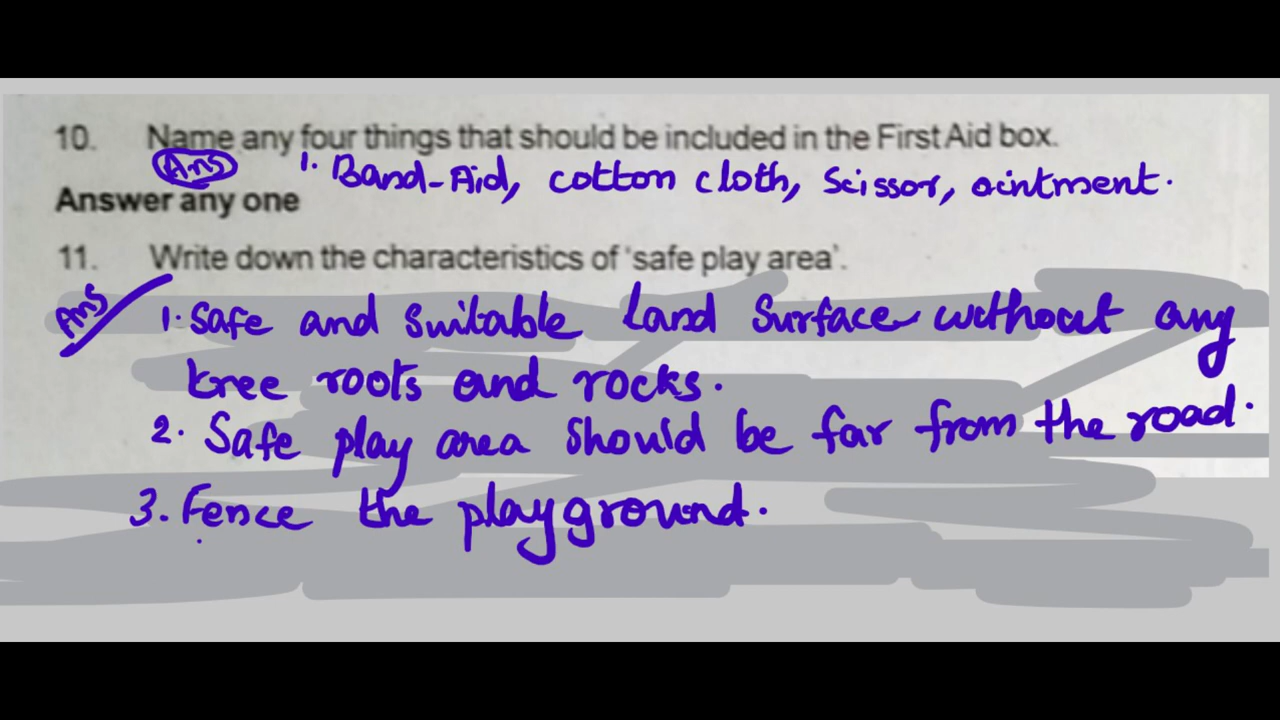 10. Name any four things that should be included in the First Aid box.
Ans 1. Band-Aid, cotton cloth, Scissor, ointment.
Answer any one
11. Write down the characteristics of 'safe play area'.
Ans 1. Safe and Suitable land Surface without any
tree roots and rocks.
2. Safe play area should be far from the road.
3. Fence the playground.